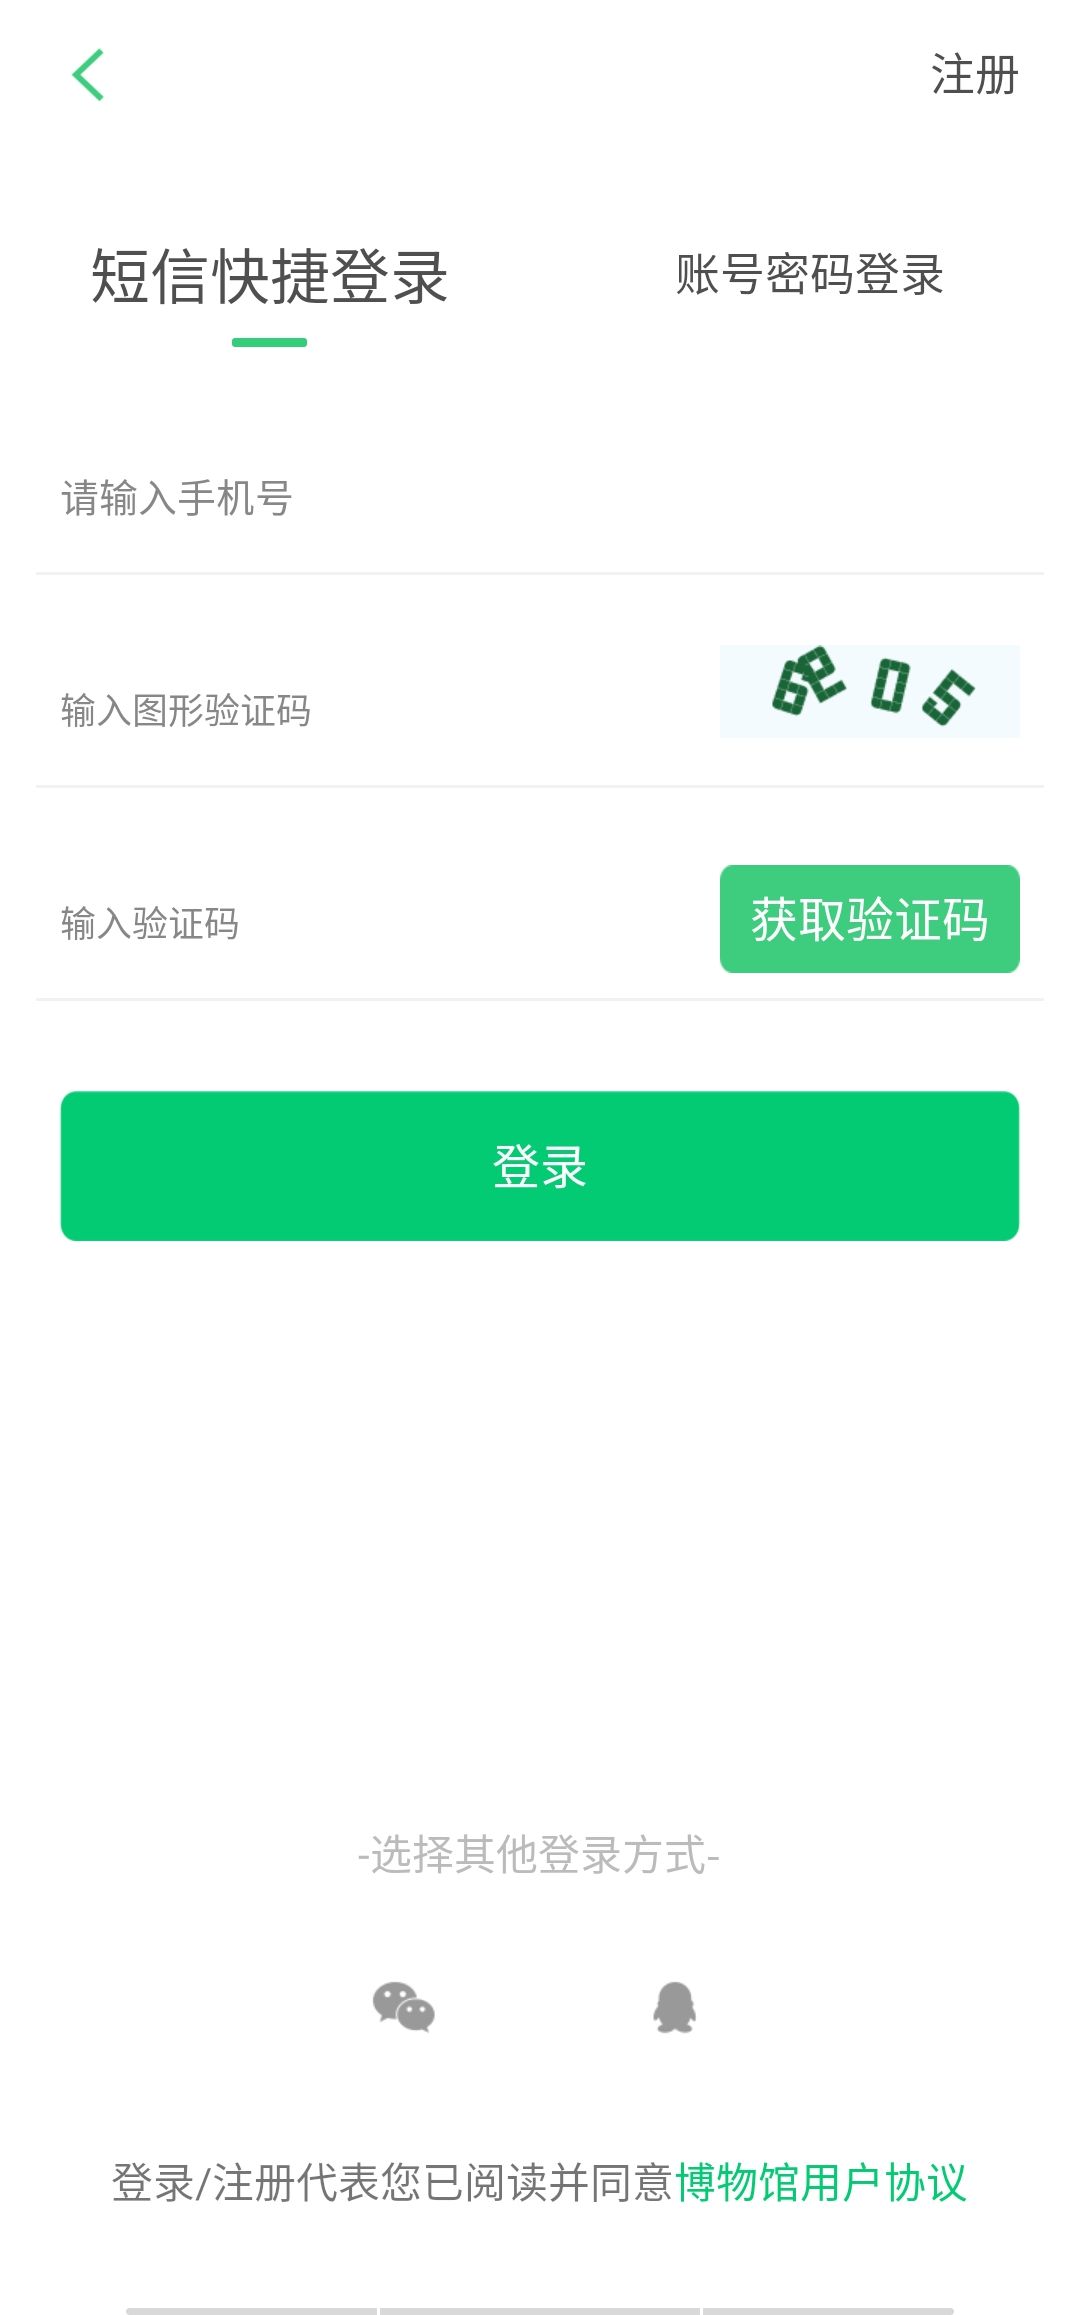 注册
短信快捷登录
账号密码登录
请输入手机号
输入图形验证码
输入验证码
获取验证码
登录
-选择其他登录方式-
登录/注册代表您已阅读并同意博物馆用户协议